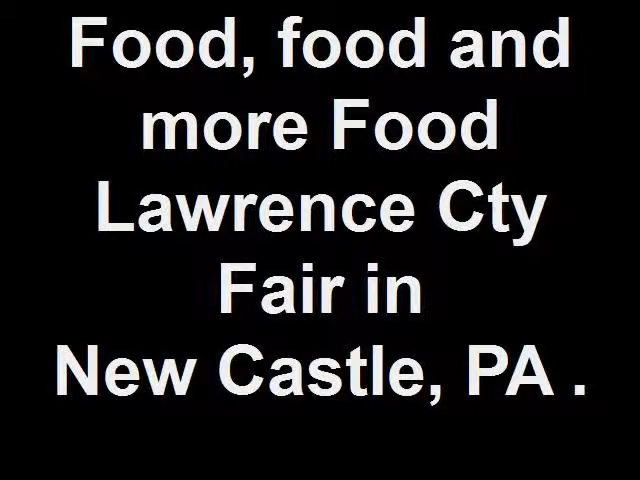 Food, food and
more Food
Lawrence Cty
Fair in
New Castle, PA .